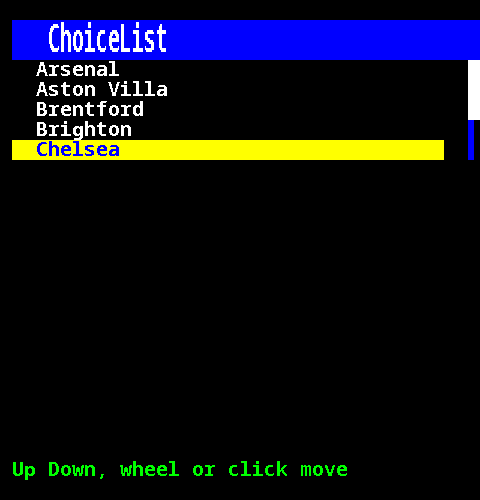 ChoiceList
Arsenal
Aston Villa
Brentford
Brighton
Chelsea
Up Down, wheel or click move